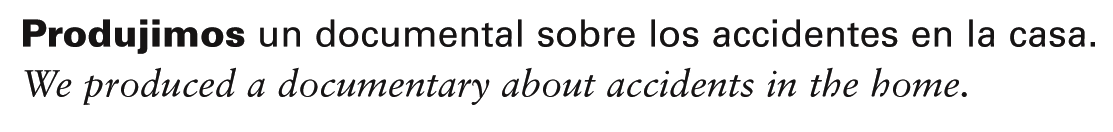 Produjimos un documental sobre los accidentes en la casa.
We produced a documentary about accidents in the home.